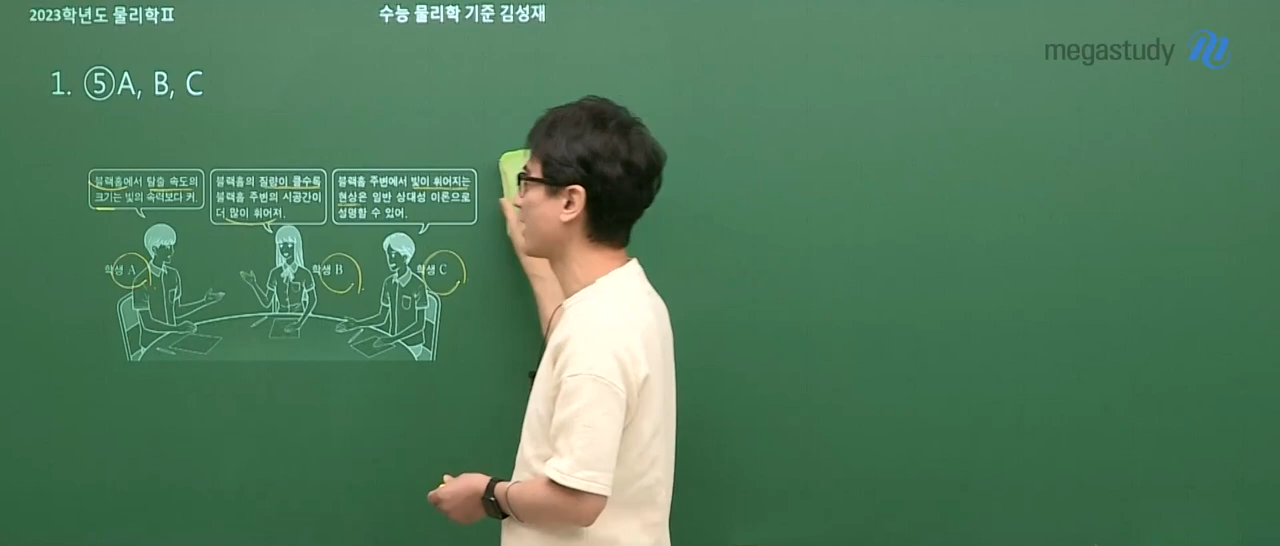 2023학년도 물리학Ⅱ
수능 물리학 기준 김성재
megastudy
1. ⑤A, B, C
블랙홀에서 탈출 속도의
크기는 빛의 속력보다 커.
블랙홀의 질량이 클수록
블랙홀 주변의 시공간이
더 많이 휘어져.
블랙홀 주변에서 빛이 휘어지는
현상은 일반 상대성 이론으로
설명할 수 있어.
학생 A
학생 B
학생 C